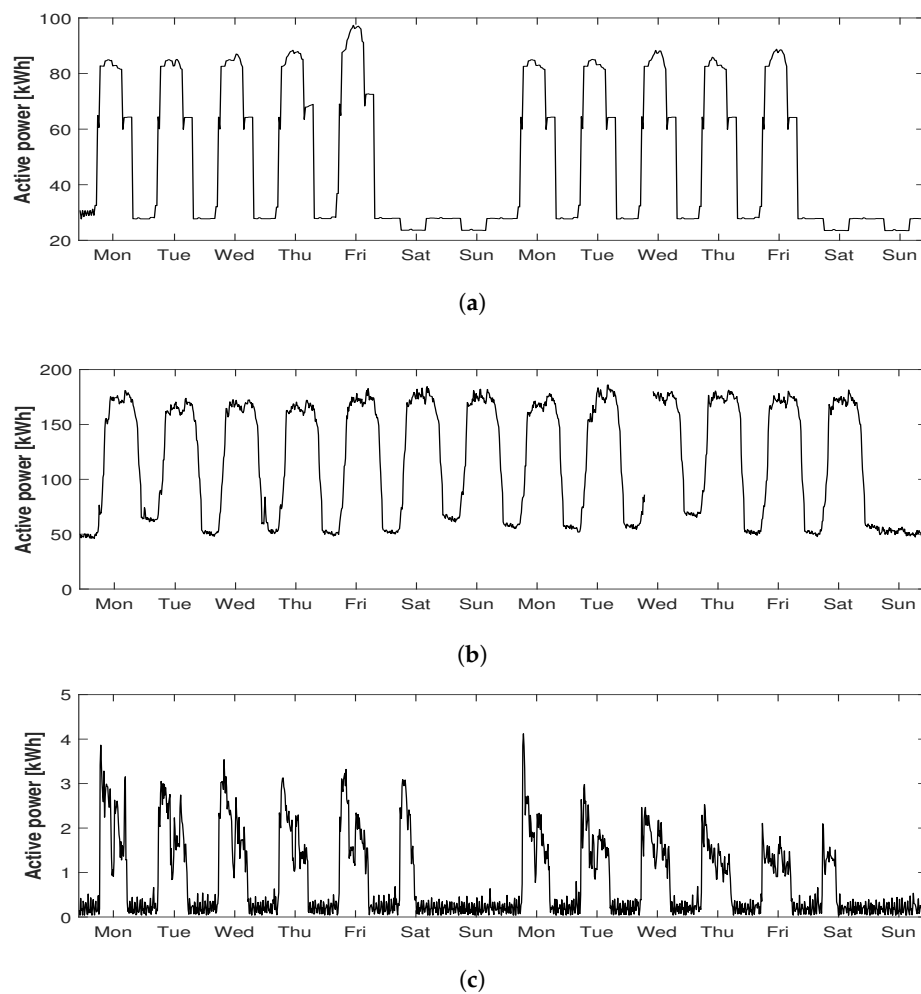 100
80
60
40
20
Active power [kWh]
Mon Tue Wed Thu Fri Sat Sun Mon Tue Wed Thu Fri Sat Sun
(a)
200
150
100
50
0
Active power [kWh]
Mon Tue Wed Thu Fri Sat Sun Mon Tue Wed Thu Fri Sat Sun
(b)
5
4
3
2
1
0
Active power [kWh]
Mon Tue Wed Thu Fri Sat Sun Mon Tue Wed Thu Fri Sat Sun
(c)